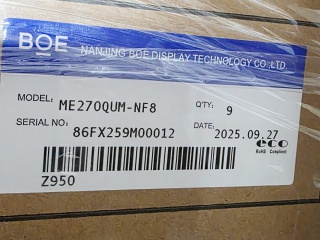 BOE
NANJING BOE DISPLAY TECHNOLOGY CO.,LTD
MODEL: ME270QUM-NF8 Q'TY: 9
SERIAL NO: 86FX259M00012 DATE: 2025.09.27
eco
RoHS Compliant
Z950